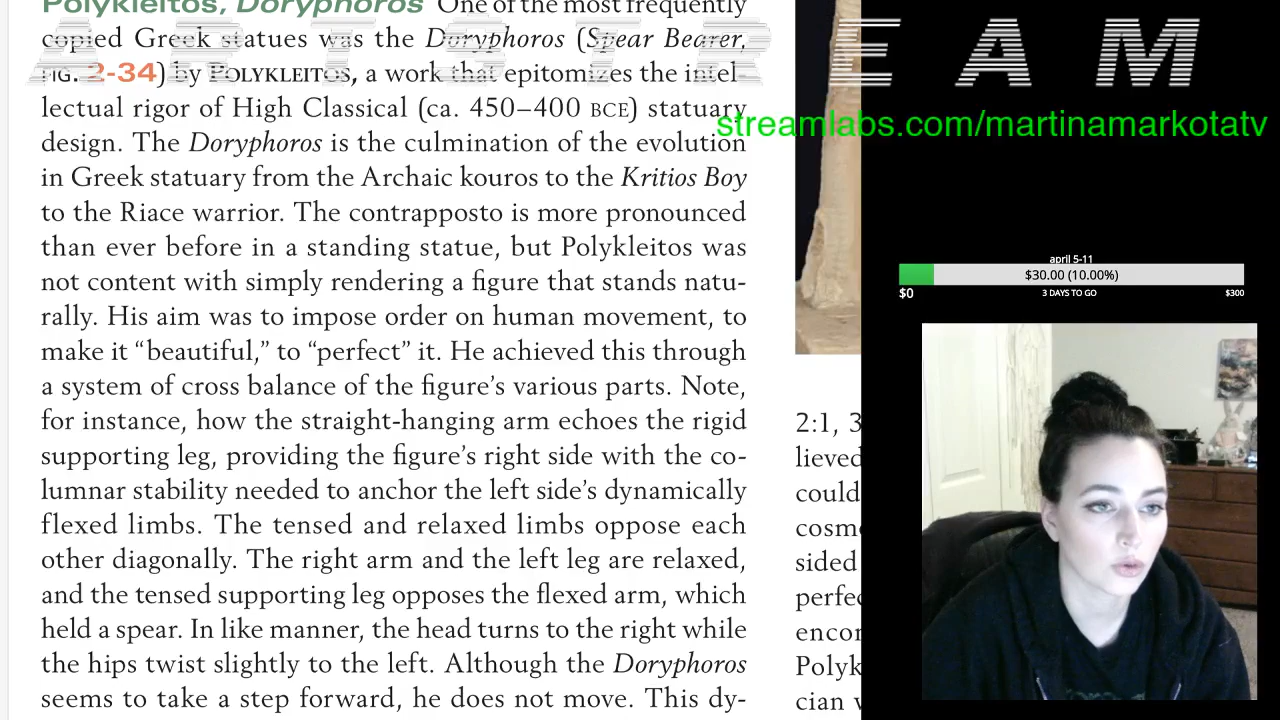 Polykleitos, Doryphoros One of the most frequently
copied Greek statues was the Doryphoros (Spear Bearer,
FIG. 2-34) by POLYKLEITOS, a work that epitomizes the intel-
lectual rigor of High Classical (ca. 450–400 BCE) statuary
design. The Doryphoros is the culmination of the evolution
in Greek statuary from the Archaic kouros to the Kritios Boy
to the Riace warrior. The contrapposto is more pronounced
than ever before in a standing statue, but Polykleitos was
not content with simply rendering a figure that stands natu-
rally. His aim was to impose order on human movement, to
make it “beautiful,” to “perfect” it. He achieved this through
a system of cross balance of the figure’s various parts. Note,
for instance, how the straight-hanging arm echoes the rigid
supporting leg, providing the figure’s right side with the co-
lumnar stability needed to anchor the left side’s dynamically
flexed limbs. The tensed and relaxed limbs oppose each
other diagonally. The right arm and the left leg are relaxed,
and the tensed supporting leg opposes the flexed arm, which
held a spear. In like manner, the head turns to the right while
the hips twist slightly to the left. Although the Doryphoros
seems to take a step forward, he does not move. This dy-
2:1, 3
lieved
could
cosmo
sided
perfec
encor
Polyk
cian v
ART STREAM
streamlabs.com/martinamarkotatv
april 5-11
$30.00 (10.00%)
$0 3 DAYS TO GO $300